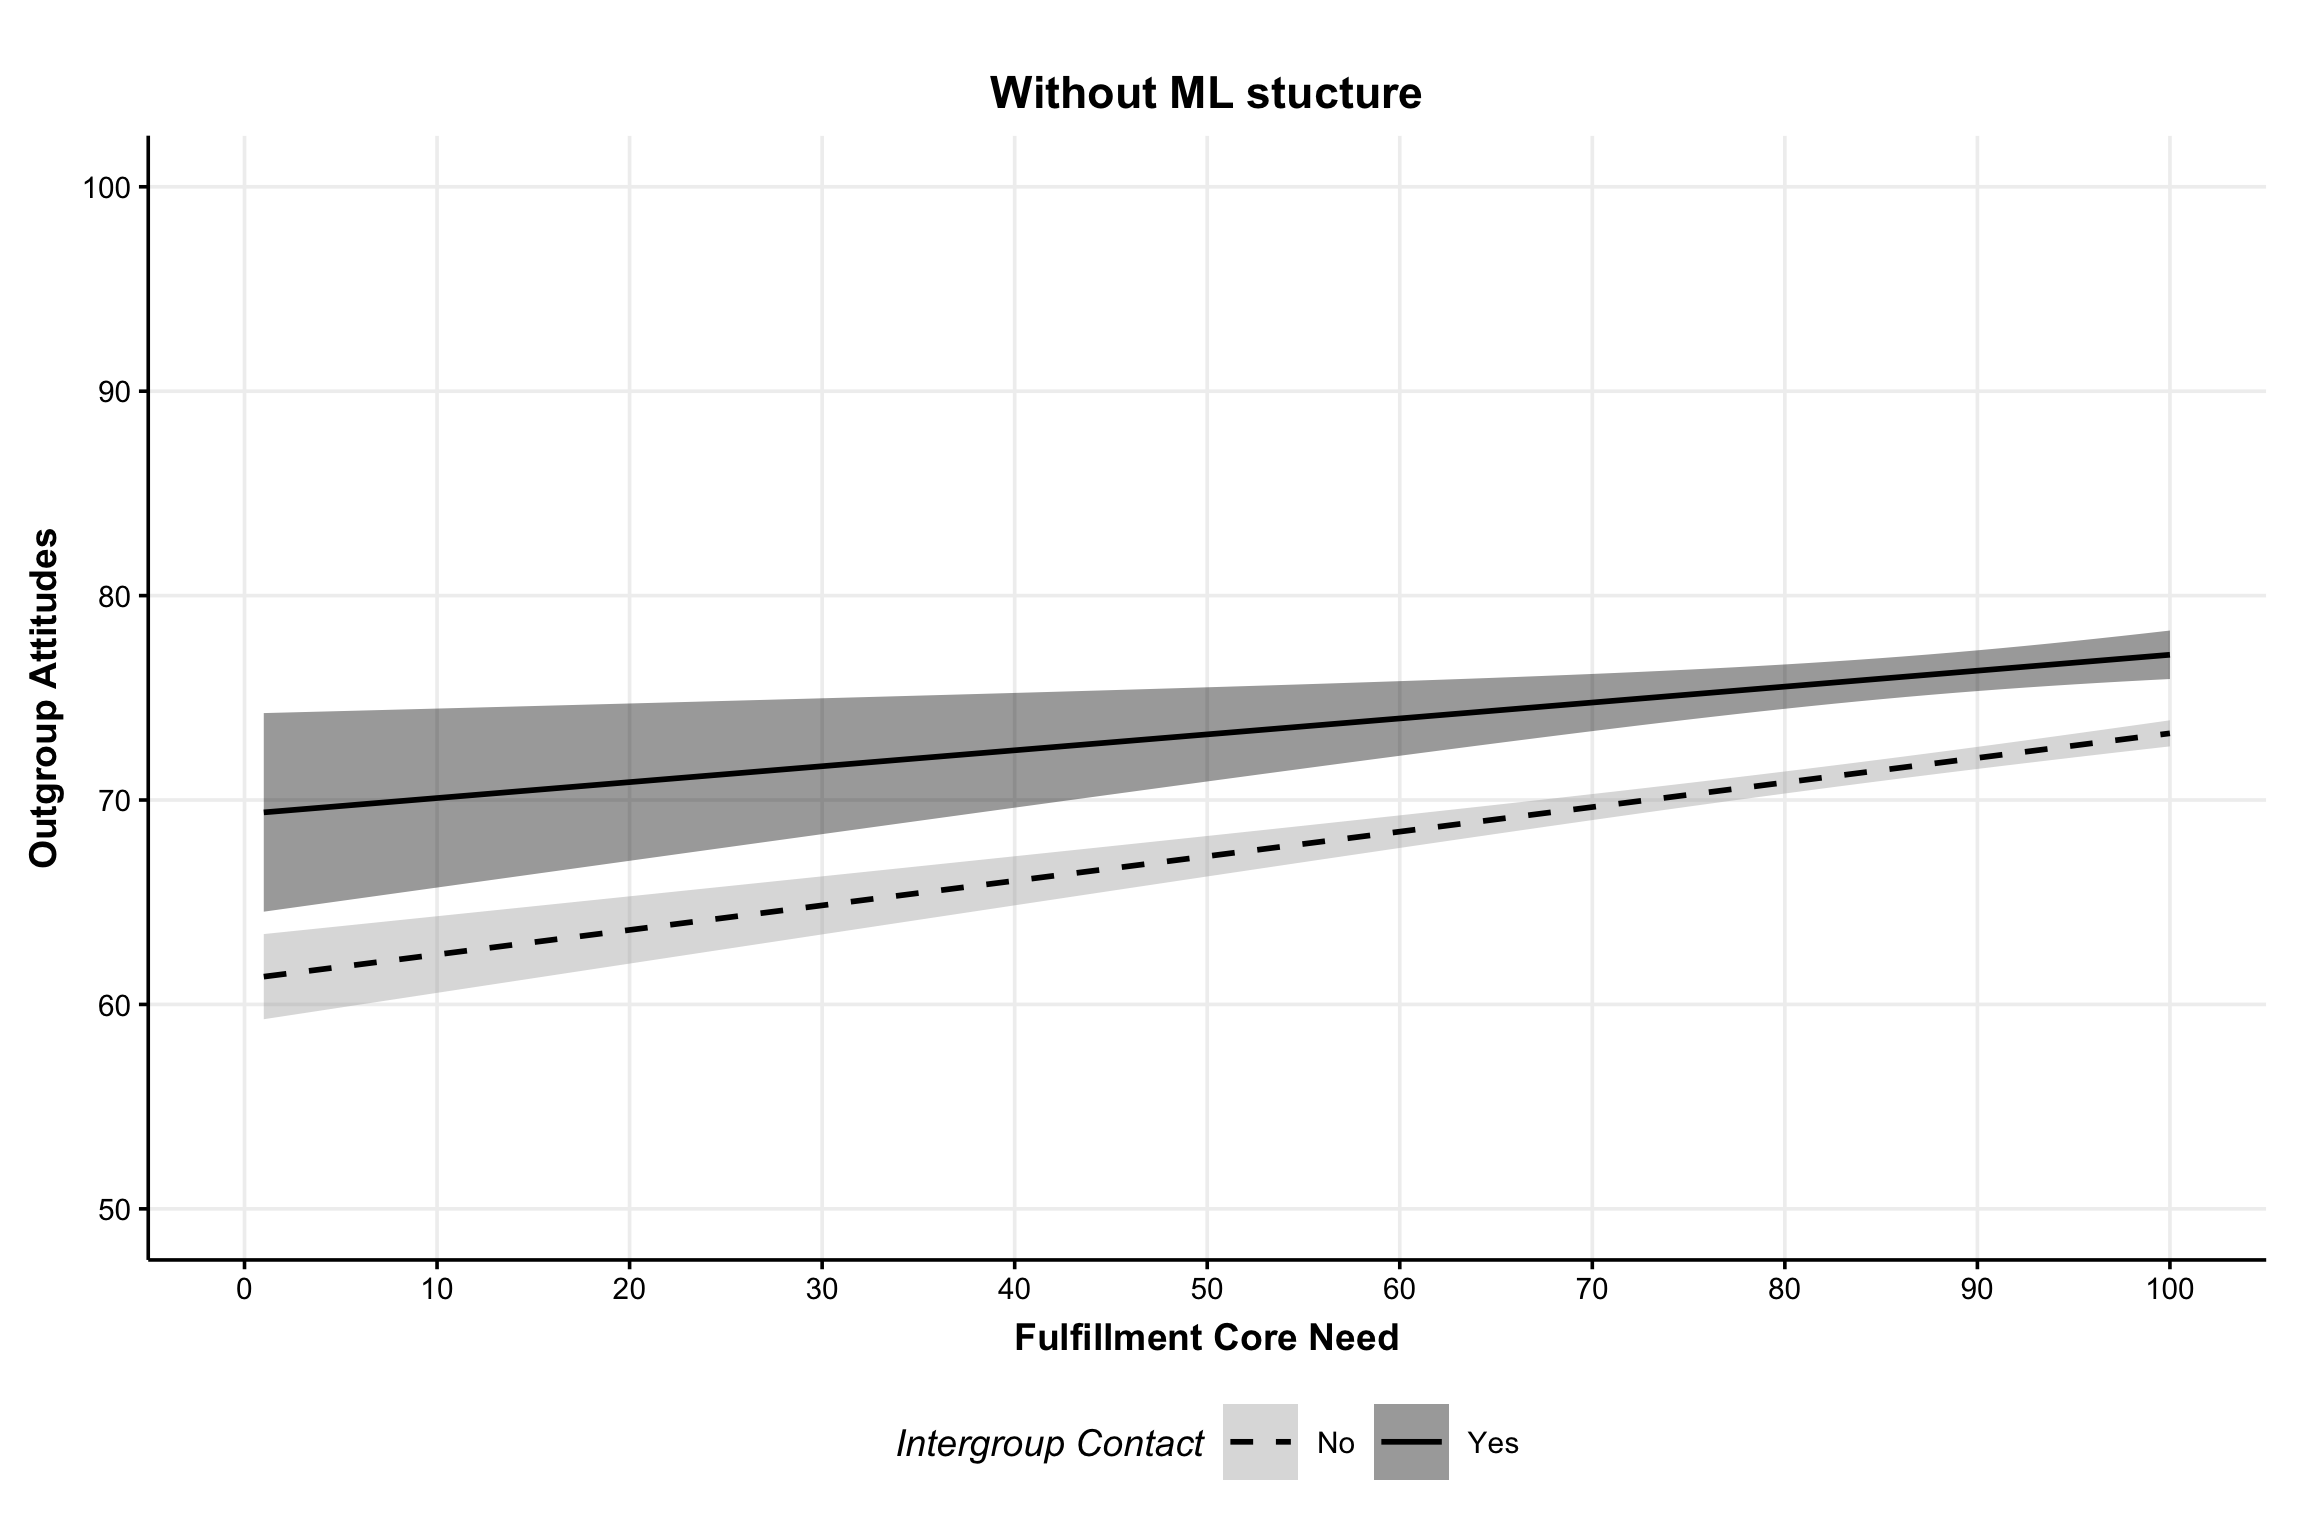 Without ML stucture
100
90
80
70
60
50
Outgroup Attitudes
0 10 20 30 40 50 60 70 80 90 100
Fulfillment Core Need
Intergroup Contact No Yes